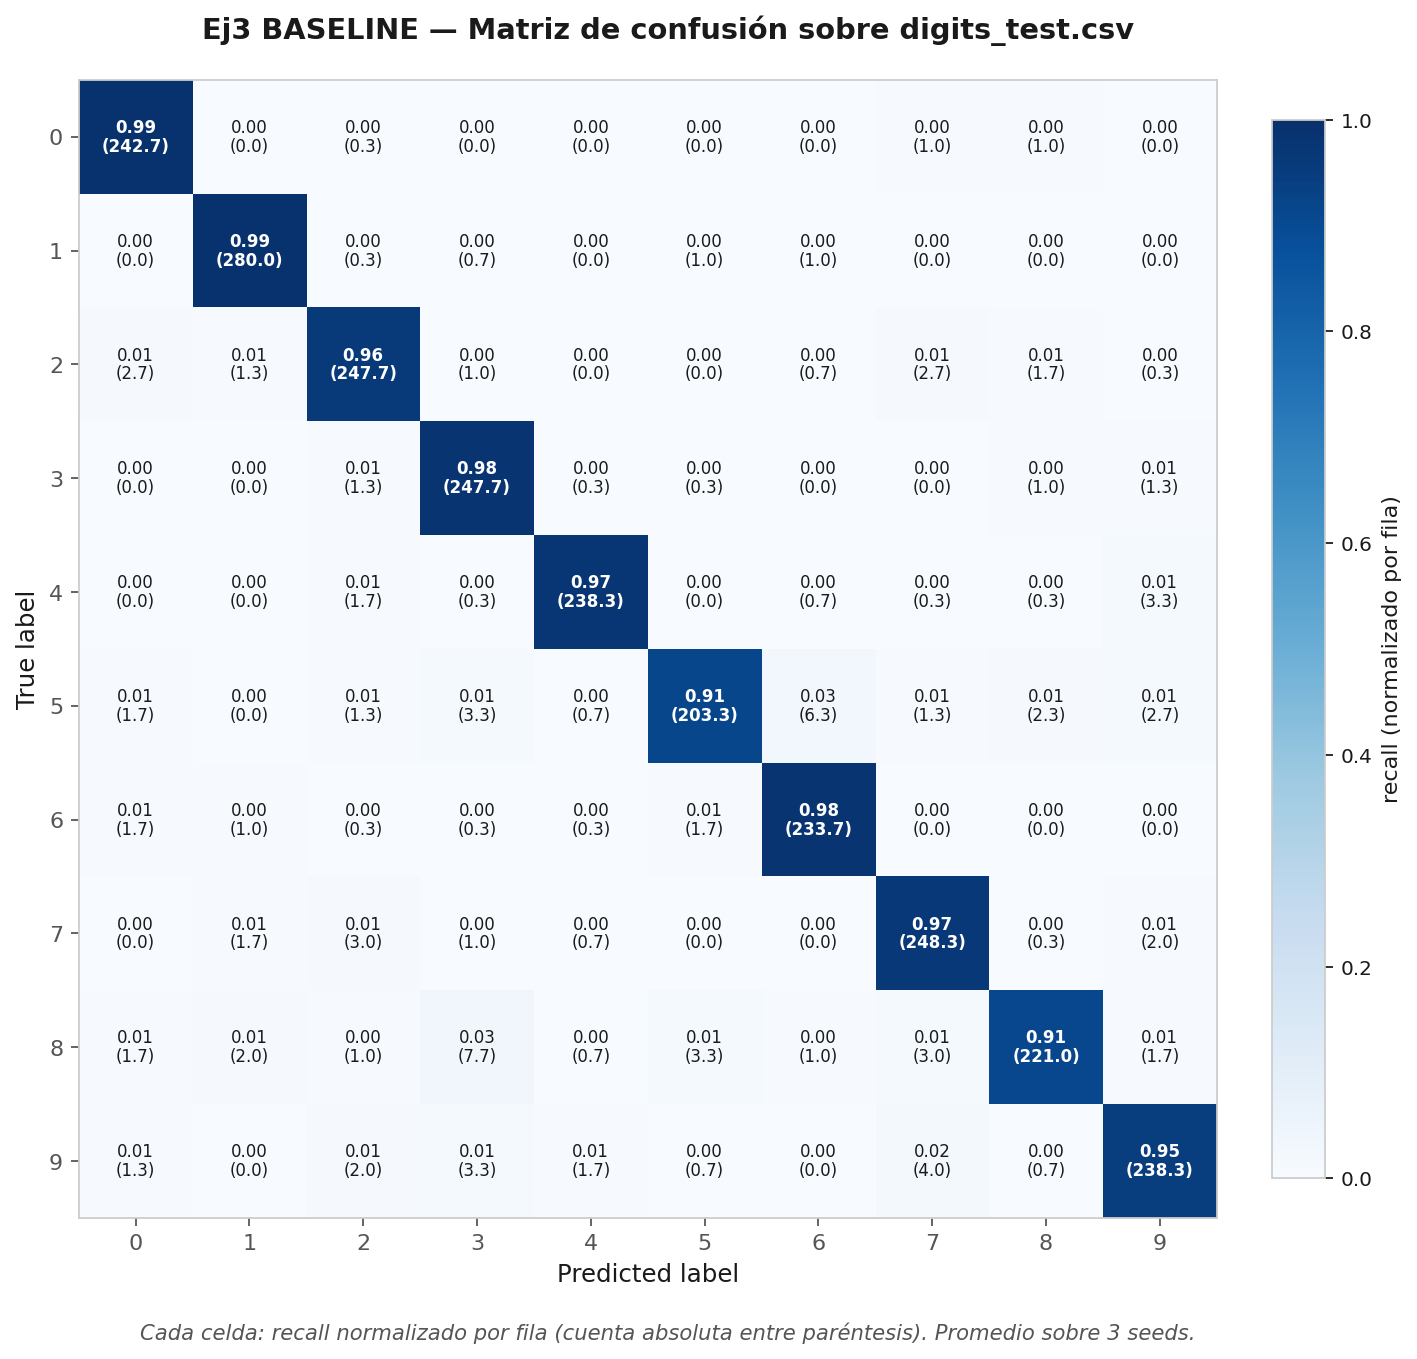 Ej3 BASELINE — Matriz de confusión sobre digits_test.csv
0.99 0.00 0.00 0.00 0.00 0.00 0.00 0.00 0.00 0.00
0 (242.7) (0.0) (0.3) (0.0) (0.0) (0.0) (0.0) (1.0) (1.0) (0.0)
0.00 0.99 0.00 0.00 0.00 0.00 0.00 0.00 0.00 0.00
1 (0.0) (280.0) (0.3) (0.7) (0.0) (1.0) (1.0) (0.0) (0.0) (0.0)
0.01 0.01 0.96 0.00 0.00 0.00 0.00 0.01 0.01 0.00
2 (2.7) (1.3) (247.7) (1.0) (0.0) (0.0) (0.7) (2.7) (1.7) (0.3)
0.00 0.00 0.01 0.98 0.00 0.00 0.00 0.00 0.00 0.01
3 (0.0) (0.0) (1.3) (247.7) (0.3) (0.3) (0.0) (0.0) (1.0) (1.3)
0.00 0.00 0.01 0.00 0.97 0.00 0.00 0.00 0.00 0.01
4 (0.0) (0.0) (1.7) (0.3) (238.3) (0.0) (0.7) (0.3) (0.3) (3.3)
0.01 0.00 0.01 0.01 0.00 0.91 0.03 0.01 0.01 0.01
5 (1.7) (0.0) (1.3) (3.3) (0.7) (203.3) (6.3) (1.3) (2.3) (2.7)
0.01 0.00 0.00 0.00 0.00 0.01 0.98 0.00 0.00 0.00
6 (1.7) (1.0) (0.3) (0.3) (0.3) (1.7) (233.7) (0.0) (0.0) (0.0)
0.00 0.01 0.01 0.00 0.00 0.00 0.00 0.97 0.00 0.01
7 (0.0) (1.7) (3.0) (1.0) (0.7) (0.0) (0.0) (248.3) (0.3) (2.0)
0.01 0.01 0.00 0.03 0.00 0.01 0.00 0.01 0.91 0.01
8 (1.7) (2.0) (1.0) (7.7) (0.7) (3.3) (1.0) (3.0) (221.0) (1.7)
0.01 0.00 0.01 0.01 0.01 0.00 0.00 0.02 0.00 0.95
9 (1.3) (0.0) (2.0) (3.3) (1.7) (0.7) (0.0) (4.0) (0.7) (238.3)
0 1 2 3 4 5 6 7 8 9
Predicted label
True label
1.0
0.8
0.6
0.4
0.2
0.0
recall (normalizado por fila)
Cada celda: recall normalizado por fila (cuenta absoluta entre paréntesis). Promedio sobre 3 seeds.